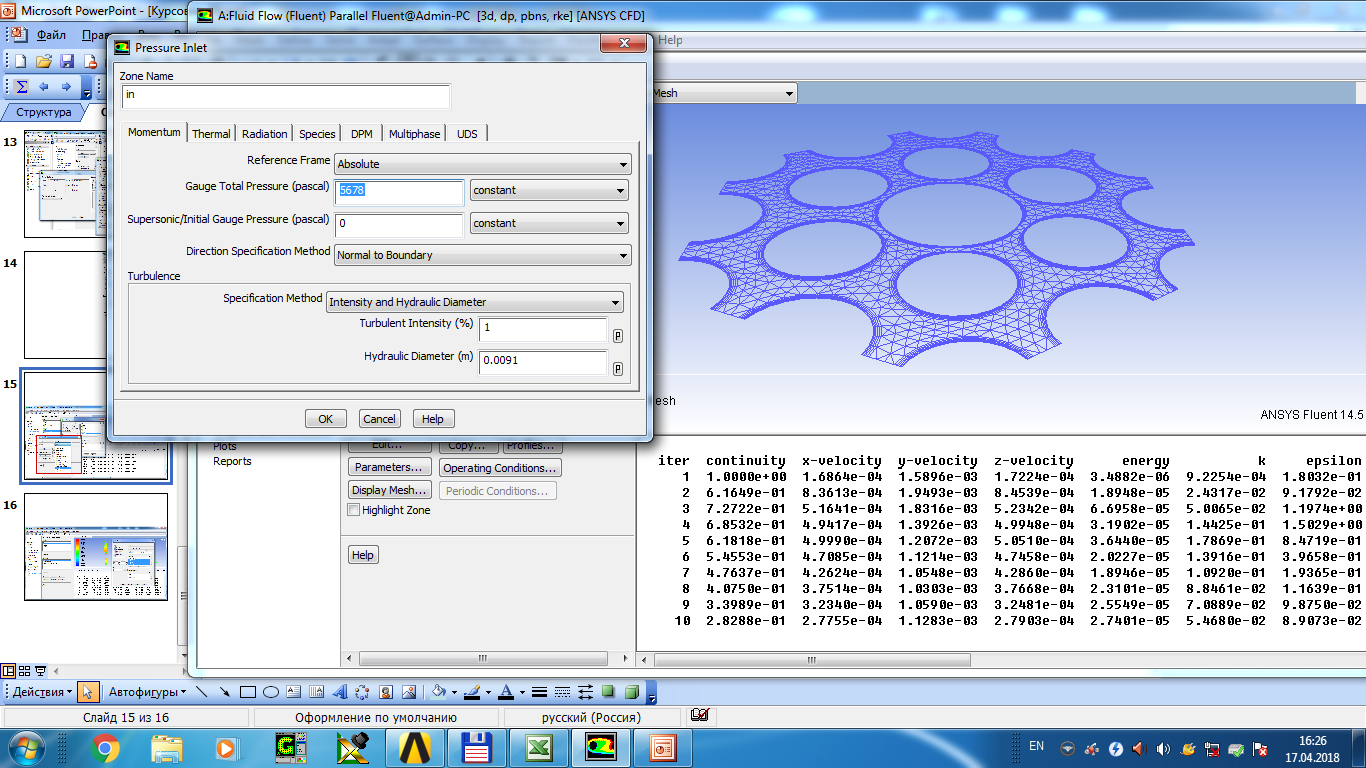 Microsoft PowerPoint - [Курсов
A:Fluid Flow (Fluent) Parallel Fluent@Admin-PC [3d, dp, pbns, rke] [ANSYS CFD]
Файл
Прав
Help
Структура
13
14
15
16
Pressure Inlet
Zone Name
in
Momentum Thermal Radiation Species DPM Multiphase UDS
Reference Frame Absolute
Gauge Total Pressure (pascal) 5678 constant
Supersonic/Initial Gauge Pressure (pascal) 0 constant
Direction Specification Method Normal to Boundary
Turbulence
Specification Method Intensity and Hydraulic Diameter
Turbulent Intensity (%) 1 P
Hydraulic Diameter (m) 0.0091 P
OK Cancel Help
Mesh
esh
ANSYS Fluent 14.5
Plots
Reports
Edit... Copy... Profiles...
Parameters... Operating Conditions...
Display Mesh... Periodic Conditions...
Highlight Zone
Help
iter continuity x-velocity y-velocity z-velocity energy k epsilon
1 1.0000e+00 1.6864e-04 1.5896e-03 1.7224e-04 3.4882e-06 9.2254e-04 1.8032e-01
2 6.1649e-01 8.3613e-04 1.9493e-03 8.4539e-04 1.8948e-05 2.4317e-02 9.1792e-02
3 7.2722e-01 5.1641e-04 1.8316e-03 5.2342e-04 6.6958e-05 5.0065e-02 1.1974e+00
4 6.8532e-01 4.9417e-04 1.3926e-03 4.9948e-04 3.1902e-05 1.4425e-01 1.5029e+00
5 6.1818e-01 4.9990e-04 1.2072e-03 5.0510e-04 3.6440e-05 1.7869e-01 8.4719e-01
6 5.4553e-01 4.7085e-04 1.1214e-03 4.7458e-04 2.0227e-05 1.3916e-01 3.9658e-01
7 4.7637e-01 4.2624e-04 1.0548e-03 4.2860e-04 1.8946e-05 1.0920e-01 1.9365e-01
8 4.0750e-01 3.7514e-04 1.0303e-03 3.7668e-04 2.3101e-05 8.8461e-02 1.1639e-01
9 3.3989e-01 3.2340e-04 1.0590e-03 3.2481e-04 2.5549e-05 7.0889e-02 9.8750e-02
10 2.8288e-01 2.7755e-04 1.1283e-03 2.7903e-04 2.7401e-05 5.4680e-02 8.9073e-02
Действия Автофигуры
Слайд 15 из 16
Оформление по умолчанию
русский (Россия)
EN
16:26
17.04.2018